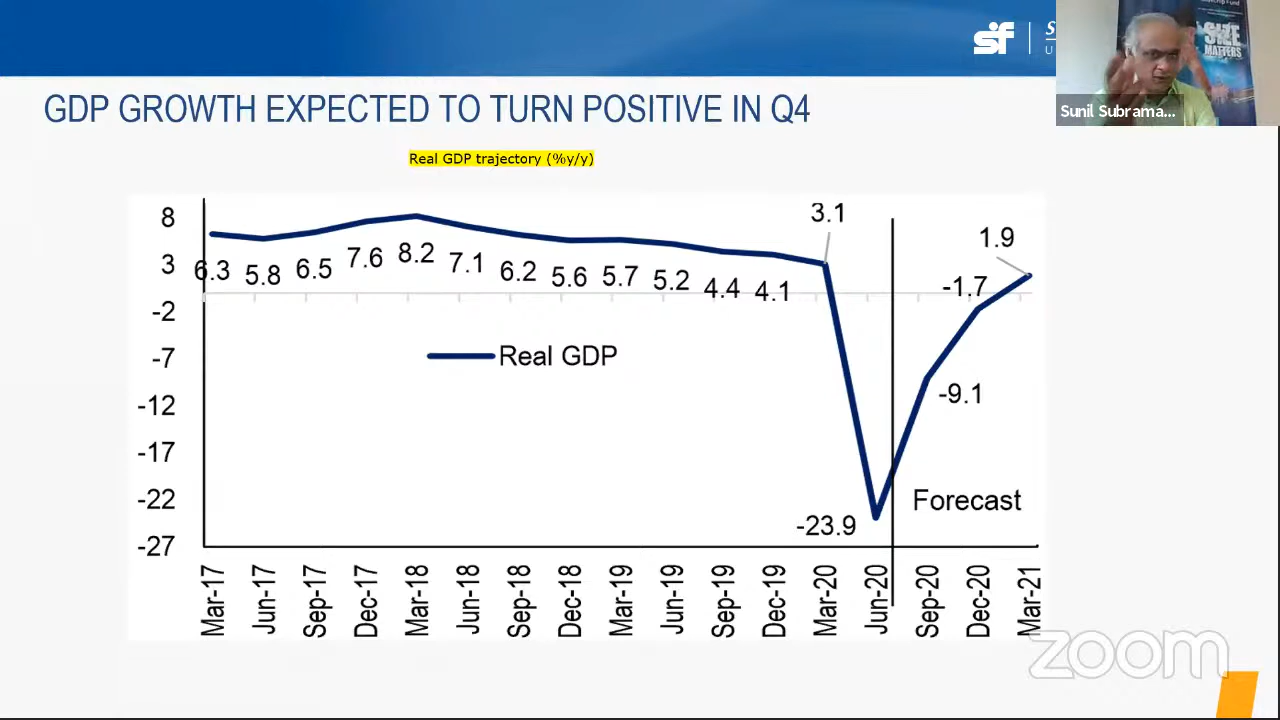 sf
S
U
SIZE
MATTERS
Sunil Subrama...
GDP GROWTH EXPECTED TO TURN POSITIVE IN Q4
Real GDP trajectory (%y/y)
8
3
-2
-7
-12
-17
-22
-27
6.3
5.8
6.5
7.6
8.2
7.1
6.2
5.6
5.7
5.2
4.4
4.1
3.1
-23.9
-9.1
-1.7
1.9
Real GDP
Forecast
Mar-17
Jun-17
Sep-17
Dec-17
Mar-18
Jun-18
Sep-18
Dec-18
Mar-19
Jun-19
Sep-19
Dec-19
Mar-20
Jun-20
Sep-20
Dec-20
Mar-21
zoom